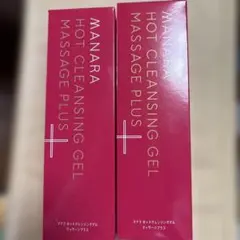 MANARA
HOT CLEANSING GEL
MASSAGE PLUS
マナラ ホットクレンジングゲル
マッサージプラス
MANARA
HOT CLEANSING GEL
MASSAGE PLUS
マナラ ホットクレンジングゲル
マッサージプラス